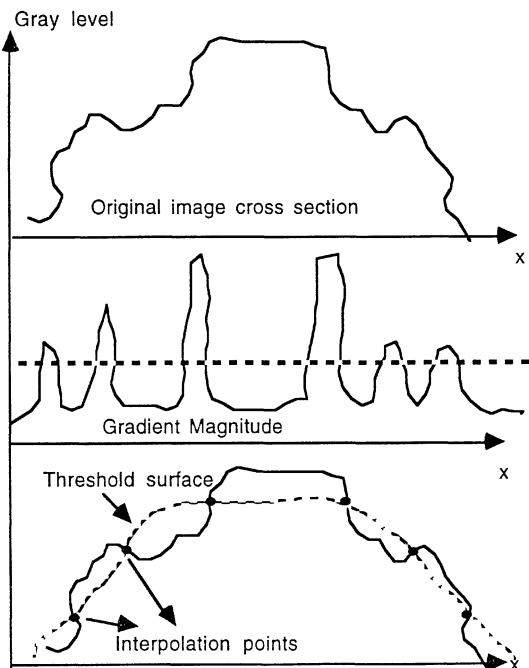 Gray level
Original image cross section
x
Gradient Magnitude
x
Threshold surface
Interpolation points
x